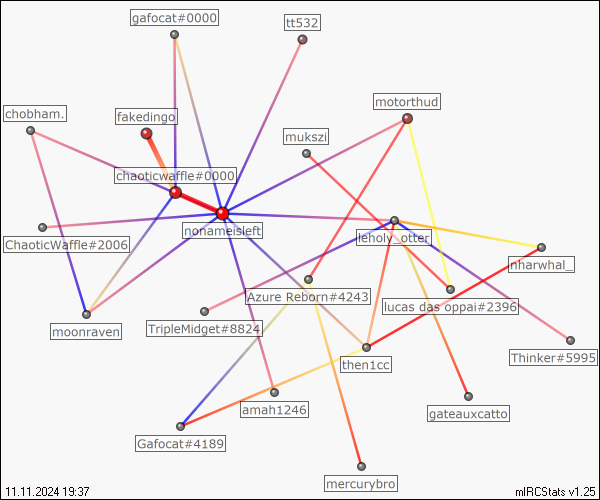 gafocat#0000
tt532
motorthud
chobham.
fakedingo
mukszi
chaoticwaffle#0000
nonameisleft
ChaoticWaffle#2006
leholy_otter
nharwhal_
Azure Reborn#4243
lucas das oppai#2396
moonraven
TripleMidget#8824
Thinker#5995
then1cc
amah1246
gateauxcatto
Gafocat#4189
mercurybro
11.11.2024 19:37
mIRCStats v1.25